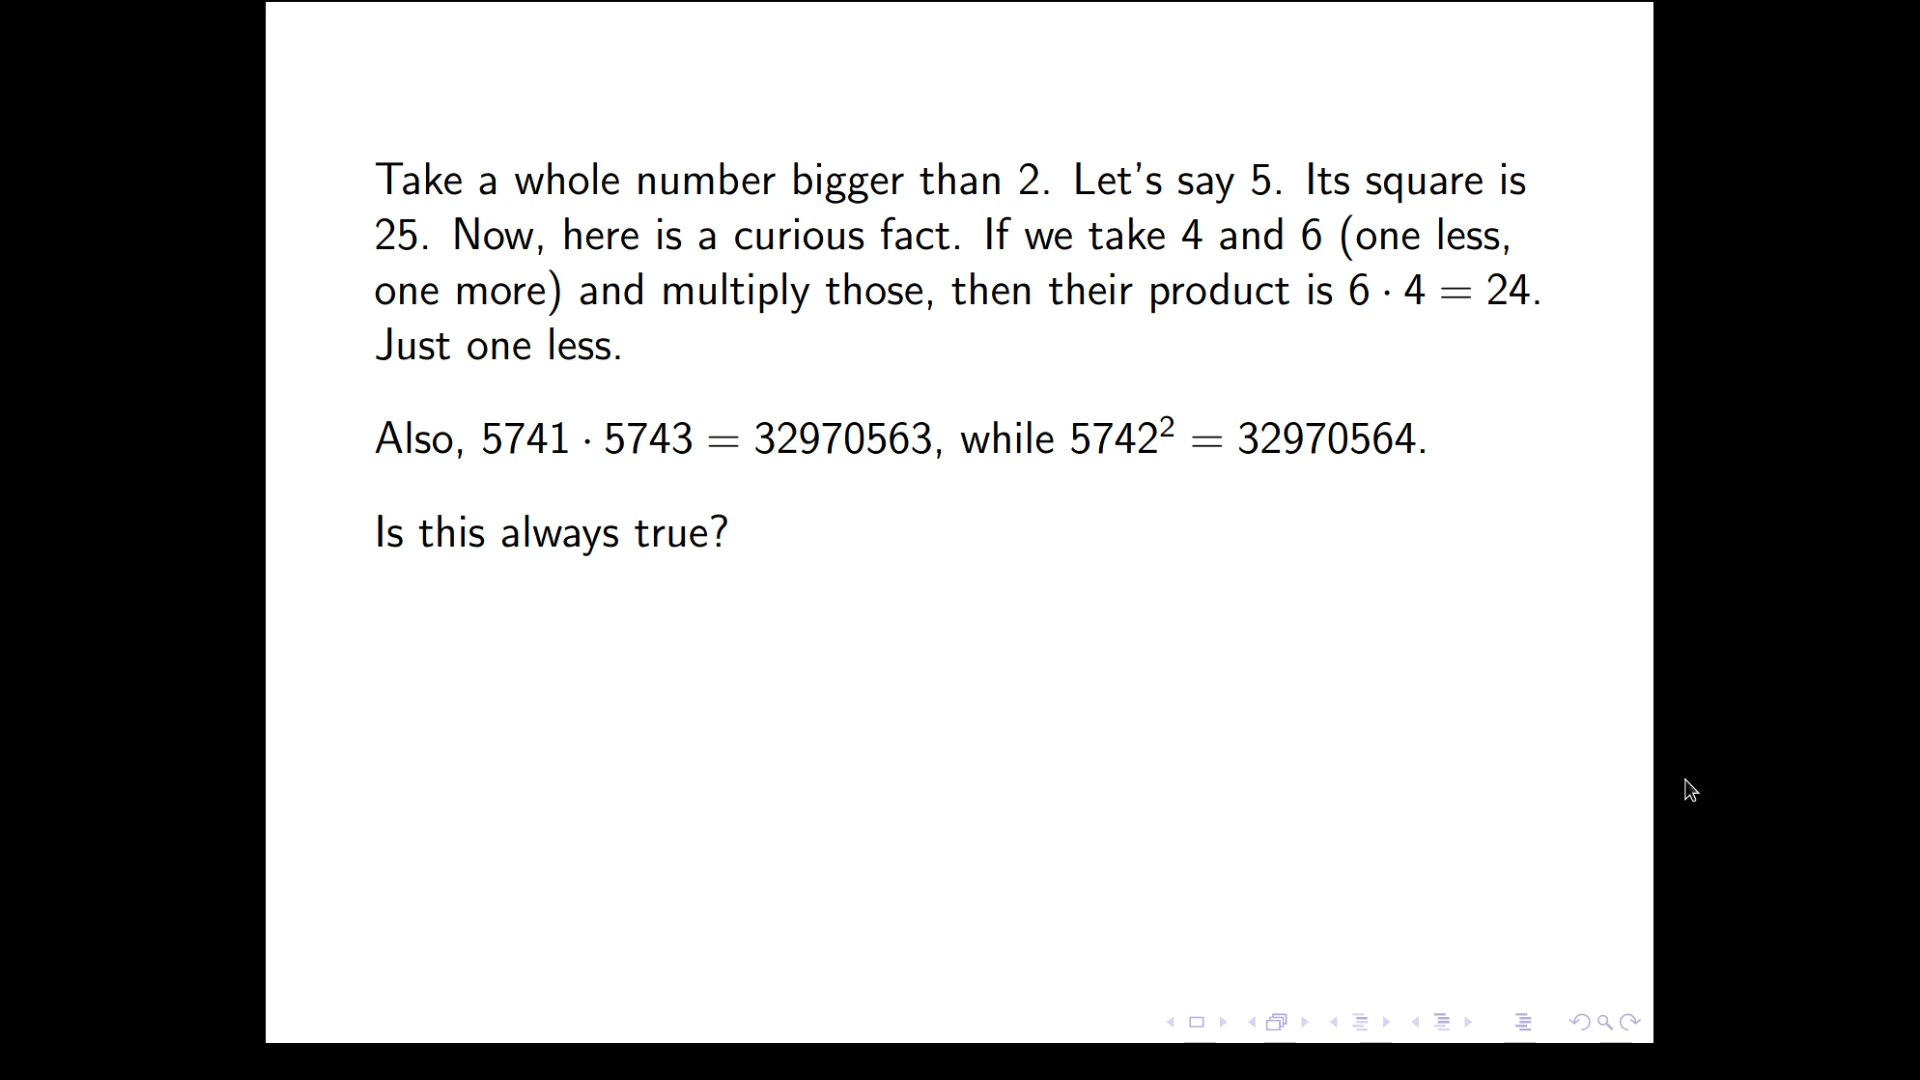 Take a whole number bigger than 2. Let's say 5. Its square is
25. Now, here is a curious fact. If we take 4 and 6 (one less,
one more) and multiply those, then their product is 6 · 4 = 24.
Just one less.
Also, 5741 · 5743 = 32970563, while 5742² = 32970564.
Is this always true?